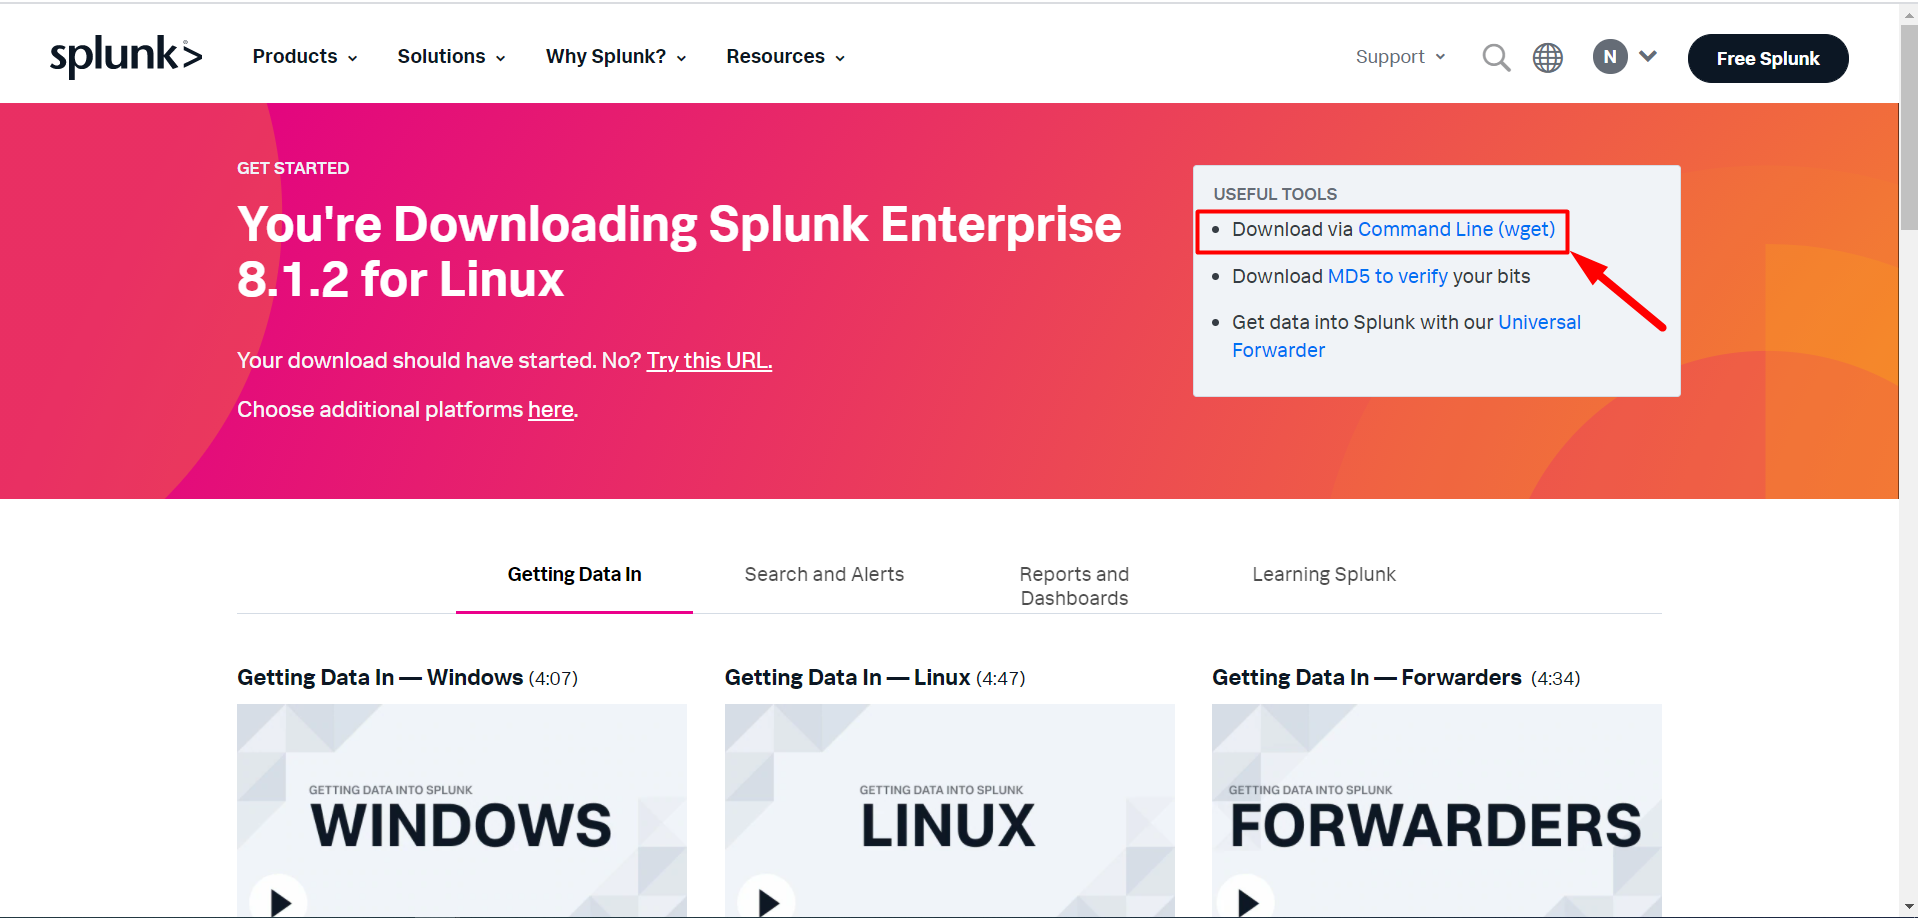 splunk>
Products
Solutions
Why Splunk?
Resources
Support
N
Free Splunk
GET STARTED
You're Downloading Splunk Enterprise
8.1.2 for Linux
Your download should have started. No? Try this URL.
Choose additional platforms here.
USEFUL TOOLS
Download via Command Line (wget)
Download MD5 to verify your bits
Get data into Splunk with our Universal
Forwarder
Getting Data In
Search and Alerts
Reports and
Dashboards
Learning Splunk
Getting Data In — Windows (4:07)
Getting Data In — Linux (4:47)
Getting Data In — Forwarders (4:34)
GETTING DATA INTO SPLUNK
WINDOWS
GETTING DATA INTO SPLUNK
LINUX
GETTING DATA INTO SPLUNK
FORWARDERS